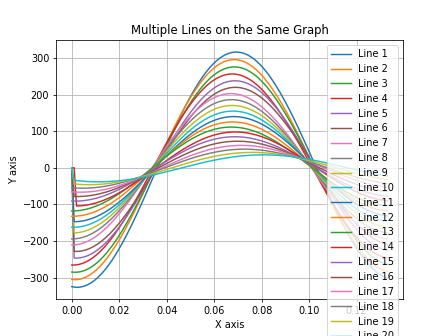 Multiple Lines on the Same Graph
Y axis
300
200
100
0
−100
−200
−300
0.00
0.02
0.04
0.06
0.08
0.10
X axis
Line 1
Line 2
Line 3
Line 4
Line 5
Line 6
Line 7
Line 8
Line 9
Line 10
Line 11
Line 12
Line 13
Line 14
Line 15
Line 16
Line 17
Line 18
Line 19
Line 20